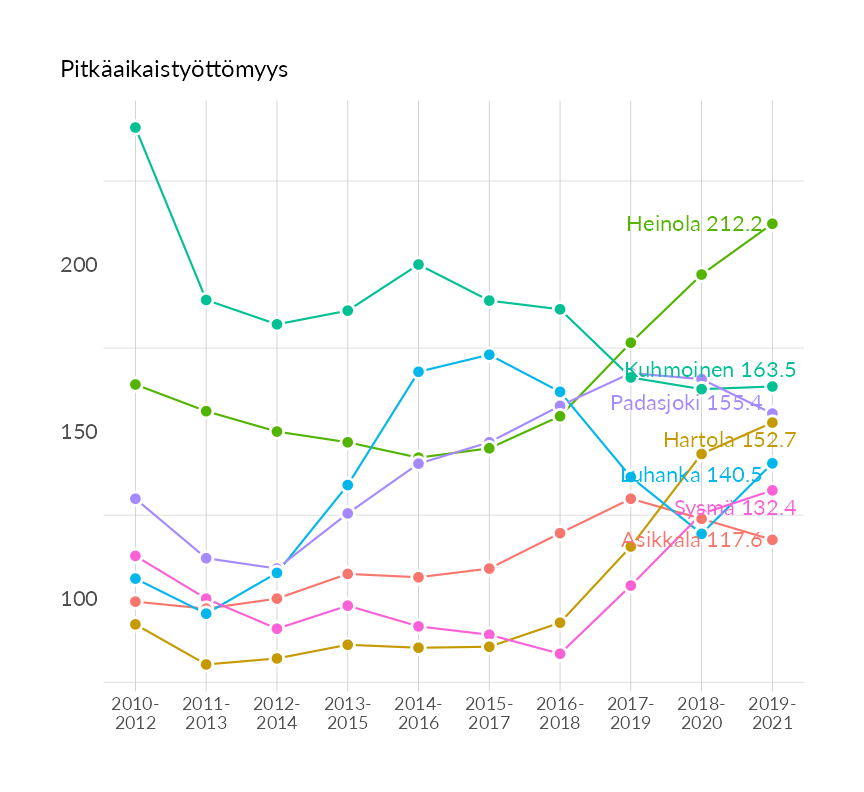 Pitkäaikaistyöttömyys
Heinola 212.2
200
Kuhmoinen 163.5
Padasjoki 155.4
150
Hartola 152.7
Luhanka 140.5
Sysmä 132.4
Asikkala 117.6
100
2010- 2011- 2012- 2013- 2014- 2015- 2016- 2017- 2018- 2019-
2012 2013 2014 2015 2016 2017 2018 2019 2020 2021